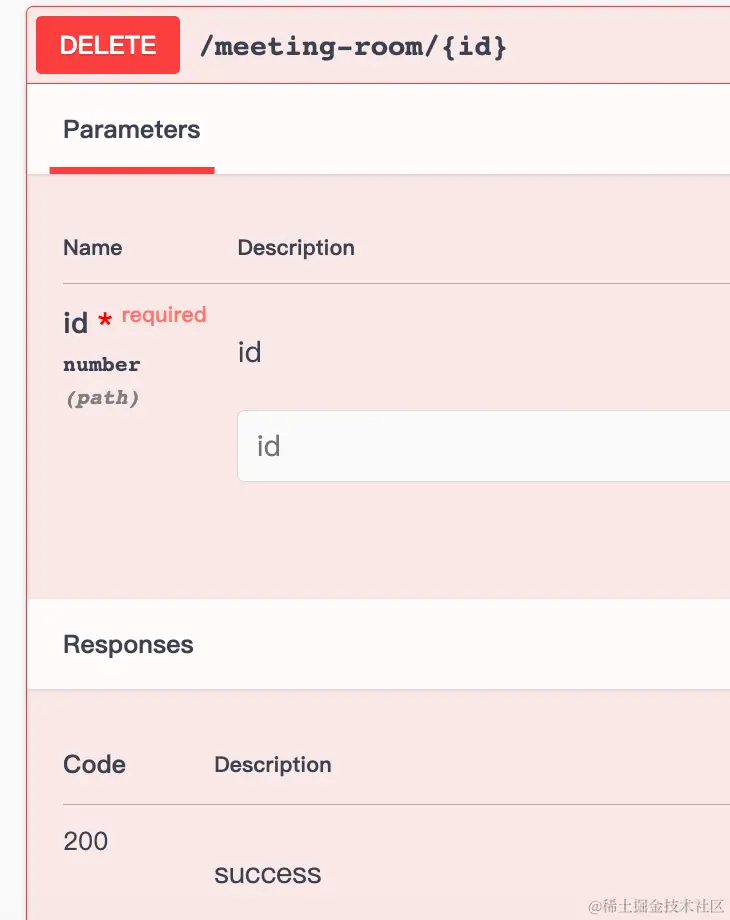 DELETE /meeting-room/{id}
Parameters
Name Description
id * required
number
(path)
id
id
Responses
Code Description
200
success
@稀土掘金技术社区